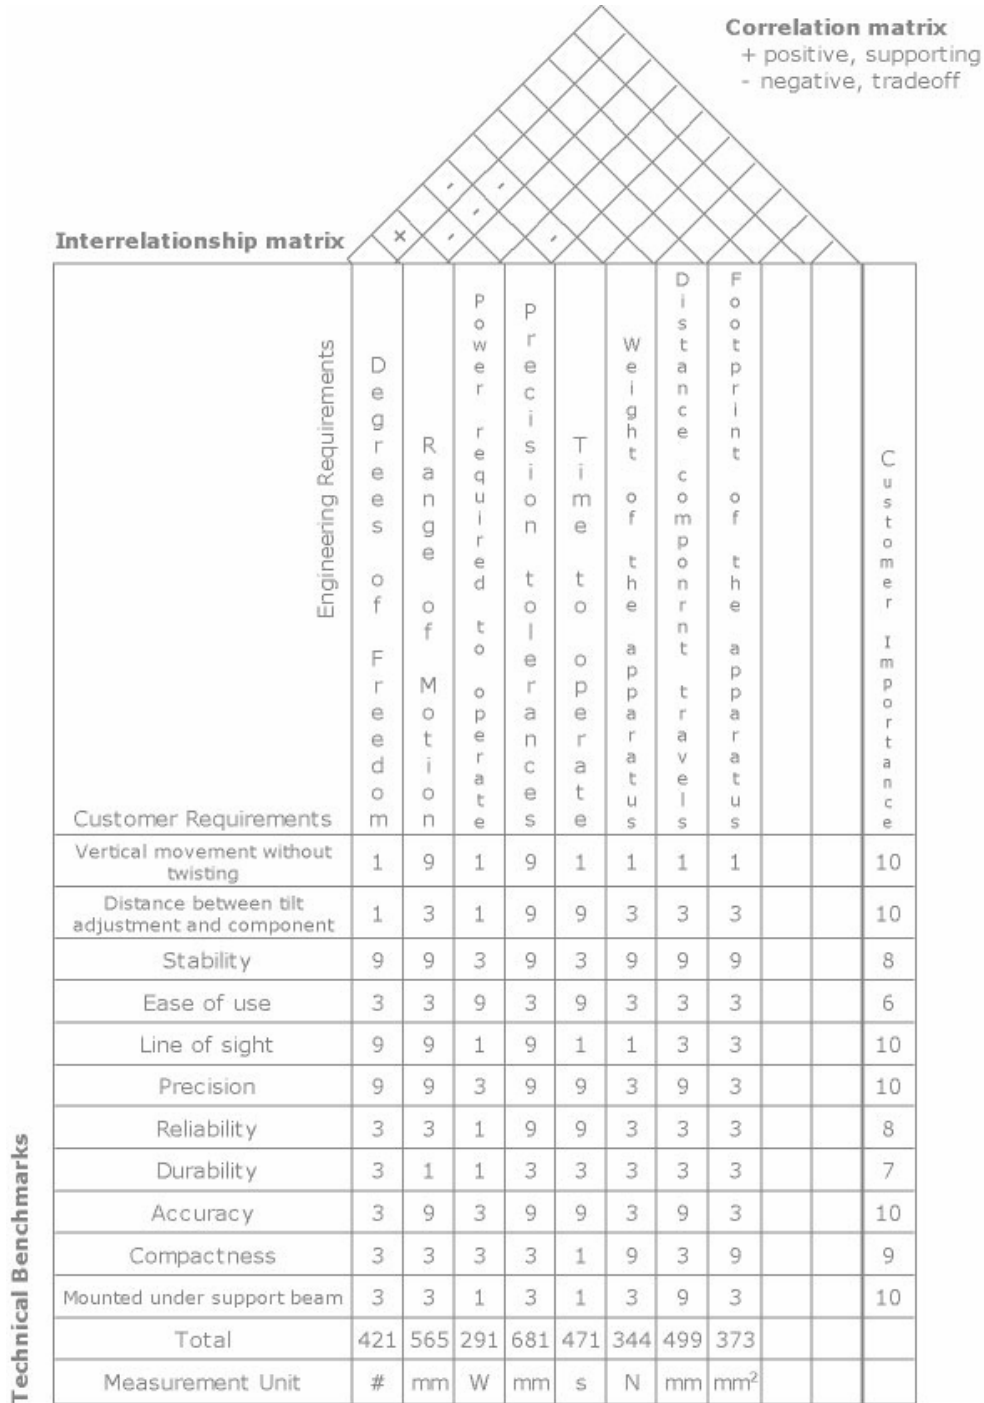 Correlation matrix
+ positive, supporting
- negative, tradeoff
- -
-
+ - -
Interrelationship matrix
Engineering Requirements
Degrees of Freedom
Range of Motion
Power required to operate
Precision tolerances
Time to operate
Weight of the apparatus
Distance componrnt travels
Footprint of the apparatus
Customer Importance
Customer Requirements
Vertical movement without
twisting
1 9 1 9 1 1 1 1 10
Distance between tilt
adjustment and component
1 3 1 9 9 3 3 3 10
Stability 9 9 3 9 3 9 9 9 8
Ease of use 3 3 9 3 9 3 3 3 6
Line of sight 9 9 1 9 1 1 3 3 10
Precision 9 9 3 9 9 3 9 3 10
Reliability 3 3 1 9 9 3 3 3 8
Durability 3 1 1 3 3 3 3 3 7
Accuracy 3 9 3 9 9 3 9 3 10
Compactness 3 3 3 3 1 9 3 9 9
Mounted under support beam 3 3 1 3 1 3 9 3 10
Total 421 565 291 681 471 344 499 373
Measurement Unit # mm W mm s N mm mm²
Technical Benchmarks